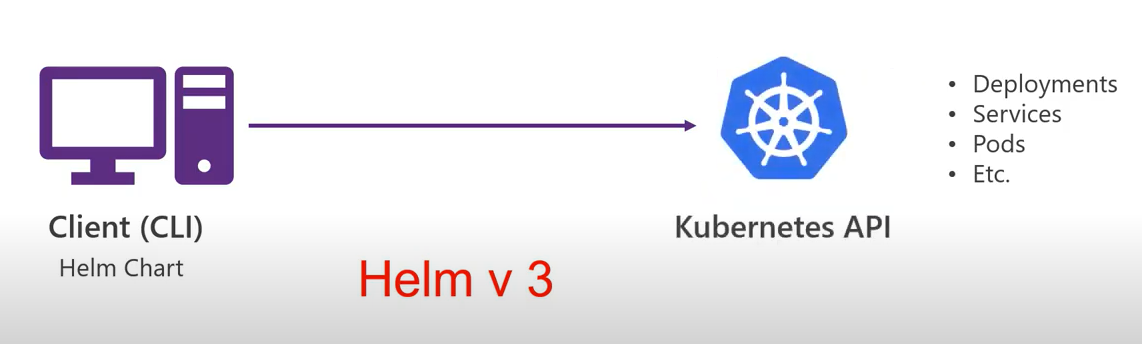 Client (CLI)
Helm Chart
Helm v 3
Kubernetes API
• Deployments
• Services
• Pods
• Etc.